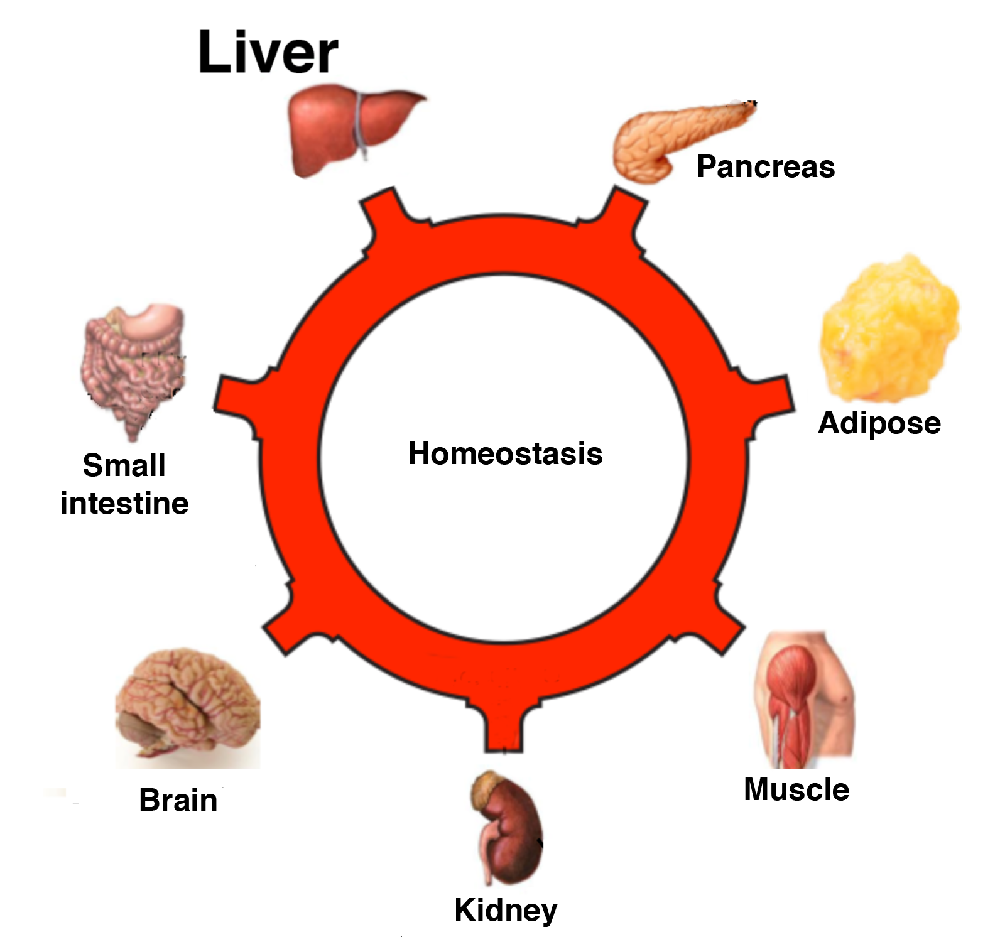 Liver
Pancreas
Adipose
Homeostasis
Small
intestine
Muscle
Brain
Kidney